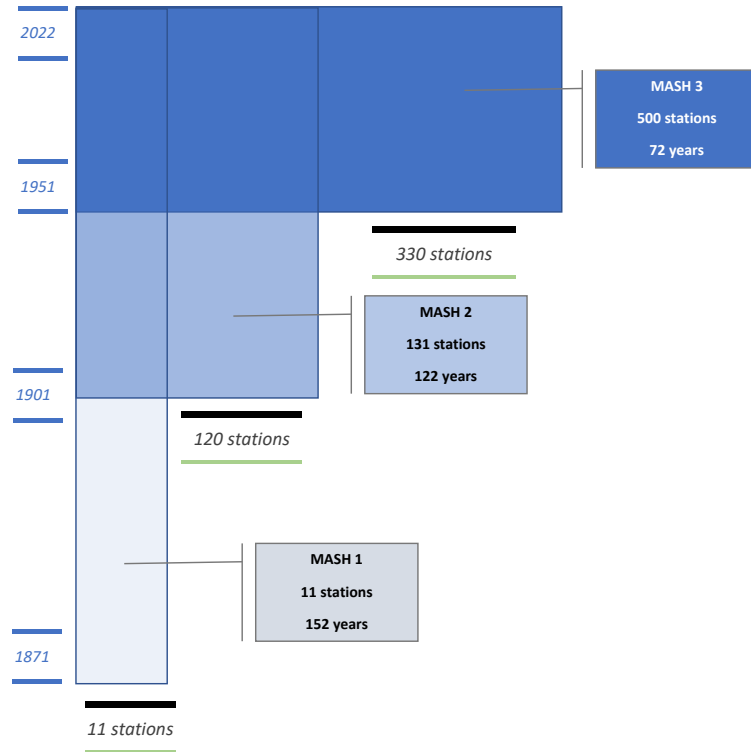 2022
MASH 3
500 stations
72 years
1951
330 stations
MASH 2
131 stations
122 years
1901
120 stations
MASH 1
11 stations
152 years
1871
11 stations